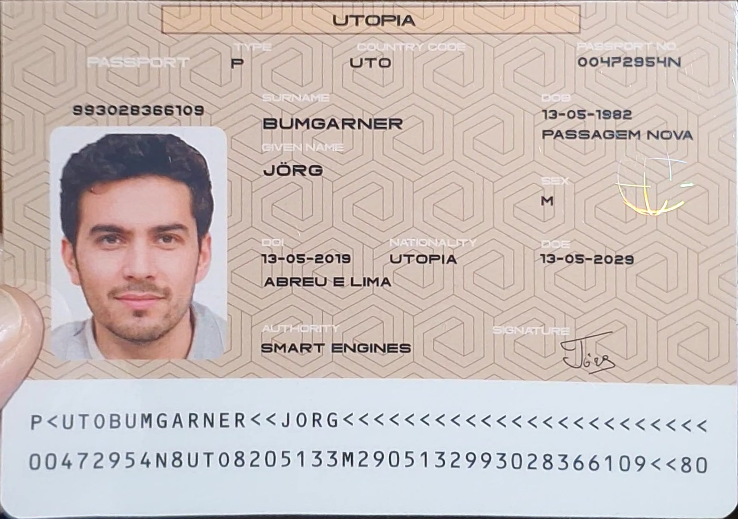 UTOPIA
PASSPORT TYPE COUNTRY CODE PASSPORT NO.
P UTO 00472954N
993028366109
SURNAME
BUMGARNER
GIVEN NAME
JÖRG
DOB
13-05-1982
PASSAGEM NOVA
SEX
M
DOI NATIONALITY DOE
13-05-2019 UTOPIA 13-05-2029
ABREU E LIMA
AUTHORITY SIGNATURE
SMART ENGINES Jörg
P<UTOBUMGARNER<<JORG<<<<<<<<<<<<<<<<<<<<<<<<
00472954N8UTO8205133M2905132993028366109<<80